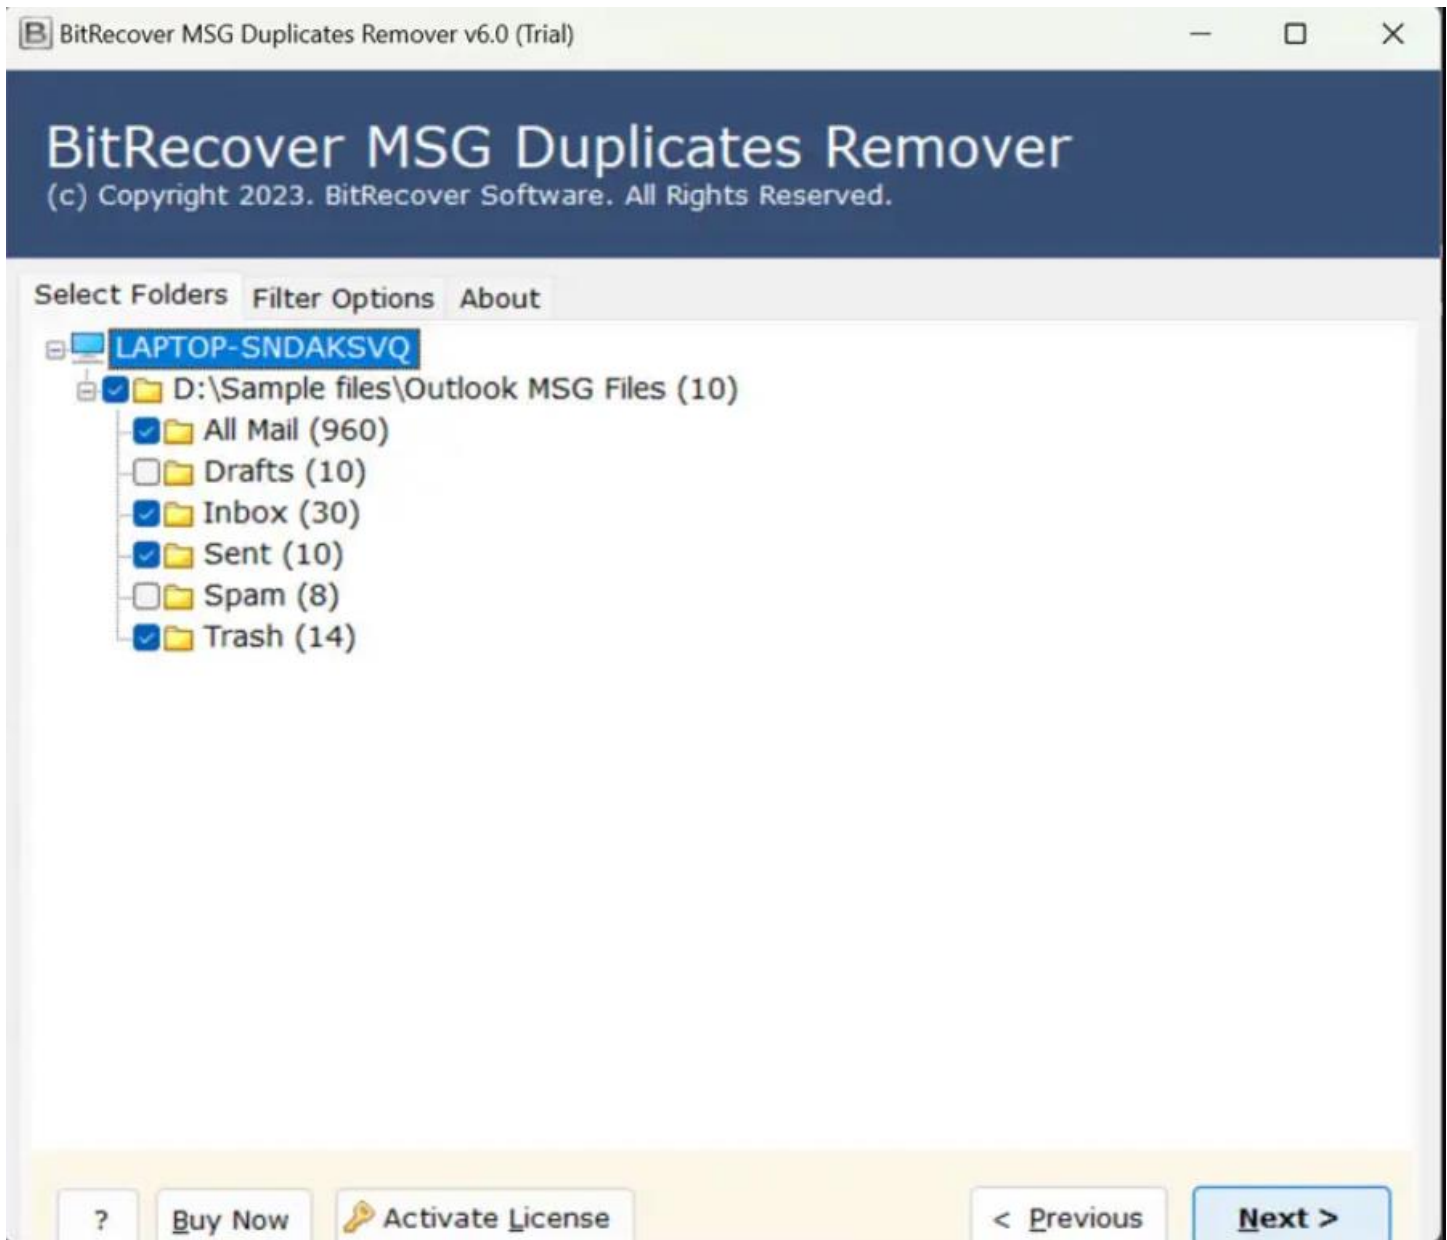 BitRecover MSG Duplicates Remover v6.0 (Trial)
BitRecover MSG Duplicates Remover
(c) Copyright 2023. BitRecover Software. All Rights Reserved.
Select Folders Filter Options About
LAPTOP-SNDAKSVQ
D:\Sample files\Outlook MSG Files (10)
All Mail (960)
Drafts (10)
Inbox (30)
Sent (10)
Spam (8)
Trash (14)
? Buy Now Activate License < Previous Next >